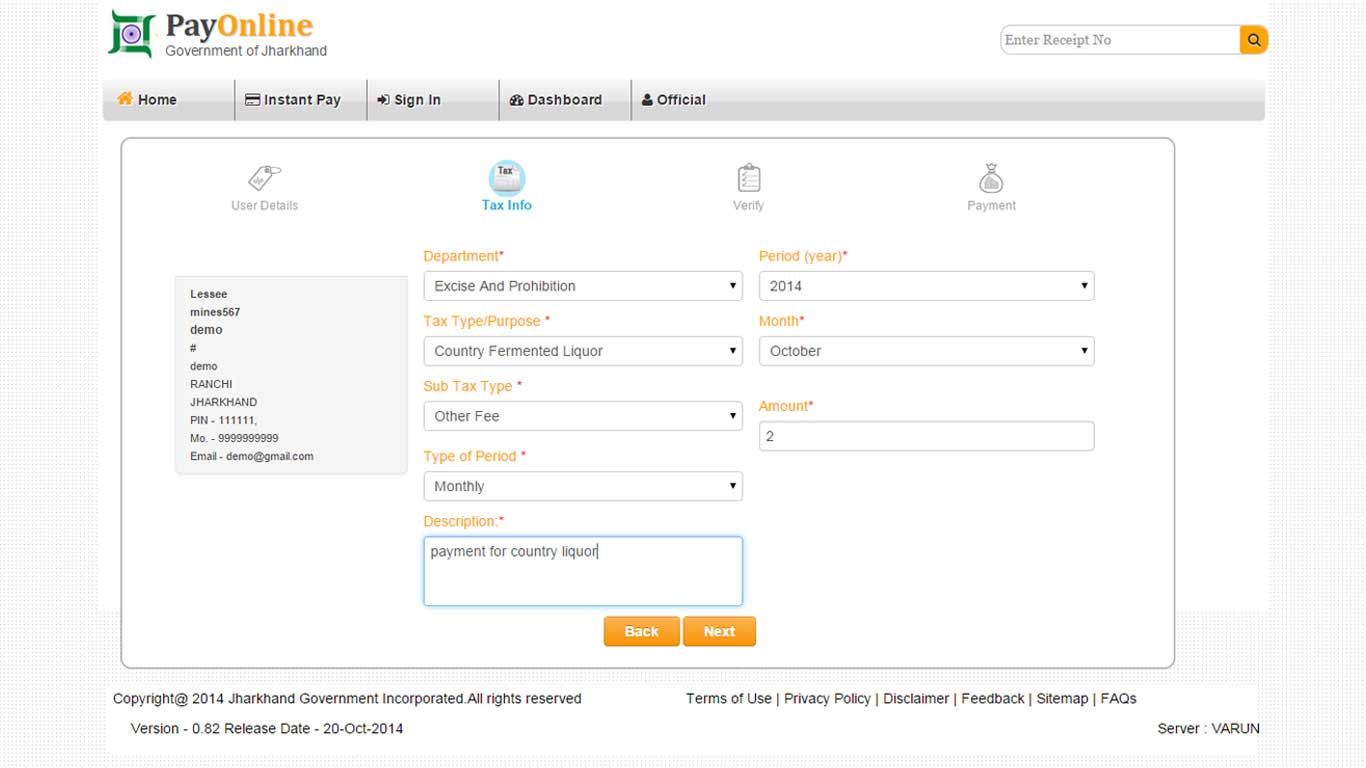 PayOnline
Government of Jharkhand
Enter Receipt No
Home
Instant Pay
Sign In
Dashboard
Official
User Details
Tax
Tax Info
Verify
Payment
Lessee
mines567
demo
#
demo
RANCHI
JHARKHAND
PIN - 111111,
Mo. - 9999999999
Email - demo@gmail.com
Department*
Excise And Prohibition
Period (year)*
2014
Tax Type/Purpose *
Country Fermented Liquor
Month*
October
Sub Tax Type *
Other Fee
Amount*
2
Type of Period *
Monthly
Description:*
payment for country liquor
Back
Next
Copyright@ 2014 Jharkhand Government Incorporated.All rights reserved
Terms of Use | Privacy Policy | Disclaimer | Feedback | Sitemap | FAQs
Version - 0.82 Release Date - 20-Oct-2014
Server : VARUN